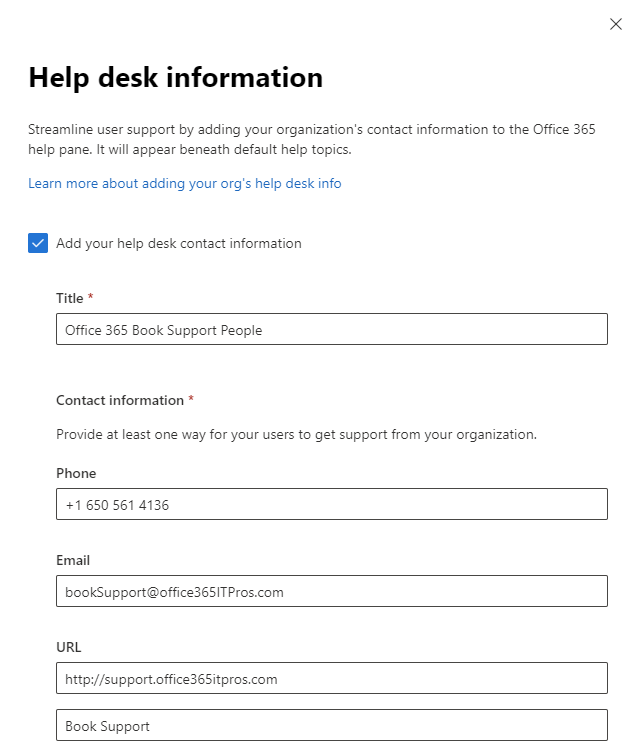 Help desk information
Streamline user support by adding your organization's contact information to the Office 365
help pane. It will appear beneath default help topics.
Learn more about adding your org's help desk info
Add your help desk contact information
Title *
Office 365 Book Support People
Contact information *
Provide at least one way for your users to get support from your organization.
Phone
+1 650 561 4136
Email
bookSupport@office365ITPros.com
URL
http://support.office365itpros.com
Book Support